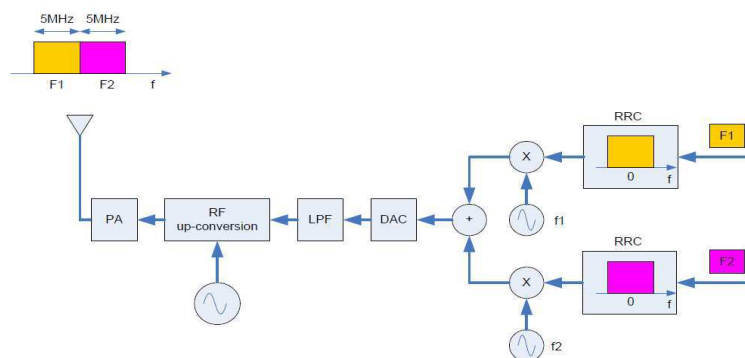 5MHz 5MHz
F1 F2 f
RRC
F1
X
0 f
f1
PA
RF
up-conversion
LPF
DAC
+
RRC
F2
X
0 f
f2